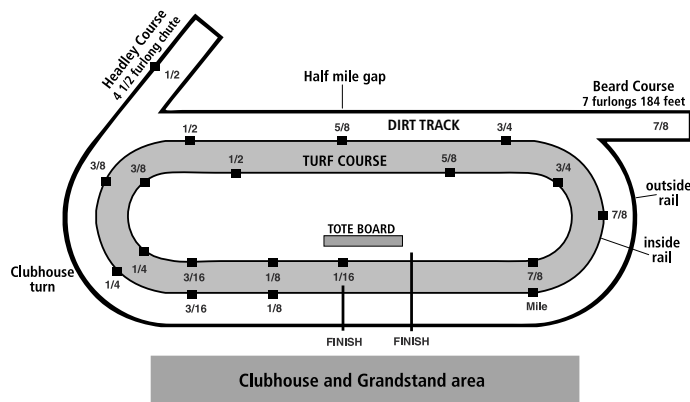 Headley Course
4 1/2 furlong chute
1/2
Half mile gap
Beard Course
7 furlongs 184 feet
1/2
5/8
DIRT TRACK
3/4
7/8
3/8
3/8
1/2
TURF COURSE
5/8
3/4
outside
rail
7/8
TOTE BOARD
inside
rail
Clubhouse
turn
1/4
1/4
3/16
1/8
1/16
7/8
3/16
1/8
Mile
FINISH
FINISH
Clubhouse and Grandstand area